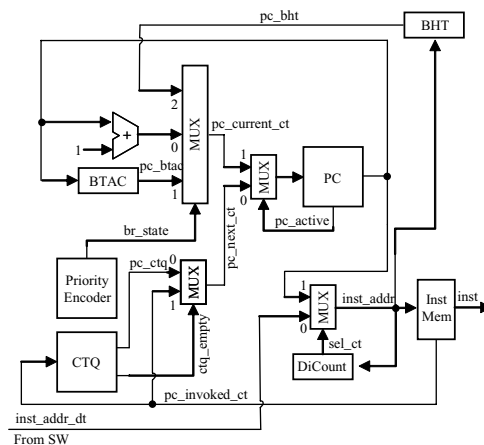 pc_bht
BHT
2
MUX
pc_current_ct
+
1
0
1
MUX
PC
BTAC
pc_btac
1
0
pc_next_ct
pc_active
br_state
Priority
Encoder
pc_ctq
0
MUX
1
ctq_empty
1
MUX
0
inst_addr
Inst
Mem
inst
sel_ct
CTQ
DiCount
pc_invoked_ct
inst_addr_dt
From SW